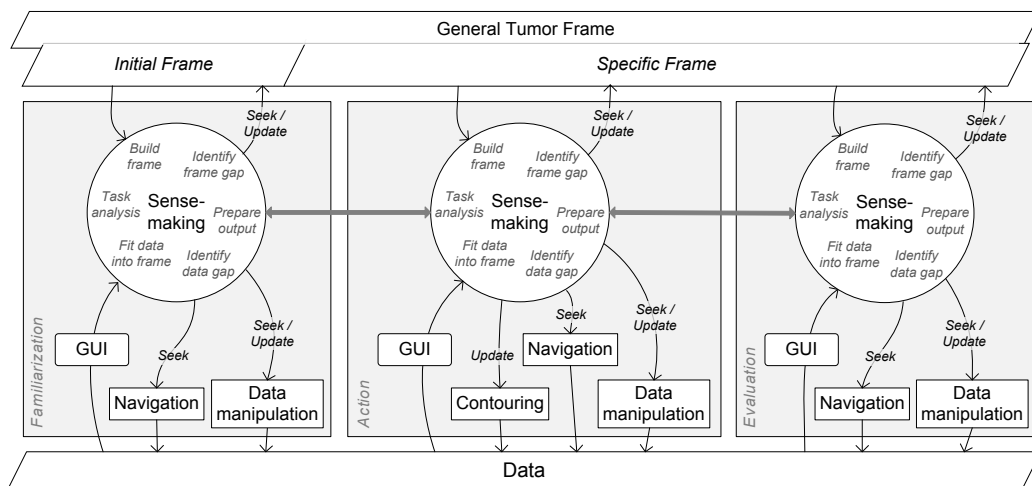 General Tumor Frame
Initial Frame
Specific Frame
Familiarization
Seek /
Update
Build
frame
Identify
frame gap
Task
analysis
Sense-
making
Prepare
output
Fit data
into frame
Identify
data gap
GUI
Seek
Seek /
Update
Navigation
Data
manipulation
Action
Seek /
Update
Build
frame
Identify
frame gap
Task
analysis
Sense-
making
Prepare
output
Fit data
into frame
Identify
data gap
GUI
Update
Seek
Seek /
Update
Navigation
Contouring
Data
manipulation
Evaluation
Seek /
Update
Build
frame
Identify
frame gap
Task
analysis
Sense-
making
Prepare
output
Fit data
into frame
Identify
data gap
GUI
Seek
Seek /
Update
Navigation
Data
manipulation
Data